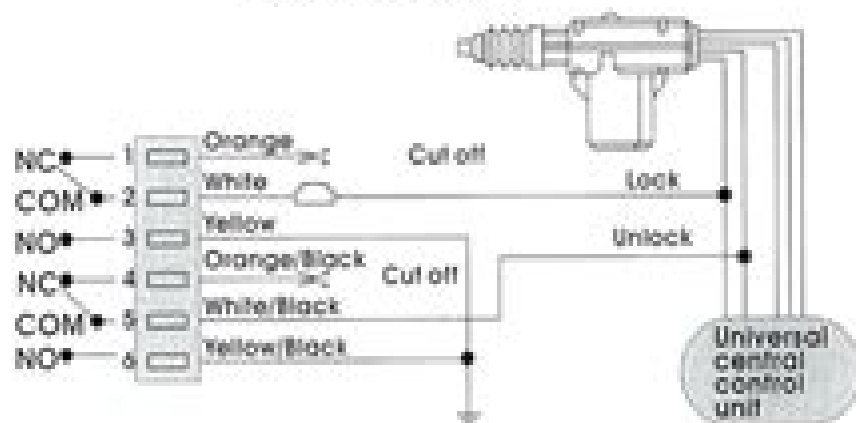 NC 1 Orange Cut off
COM 2 White Lock
NO 3 Yellow
Unlock
NC 4 Orange/Black Cut off
COM 5 White/Black
NO 6 Yellow/Black
Universal
central
control
unit